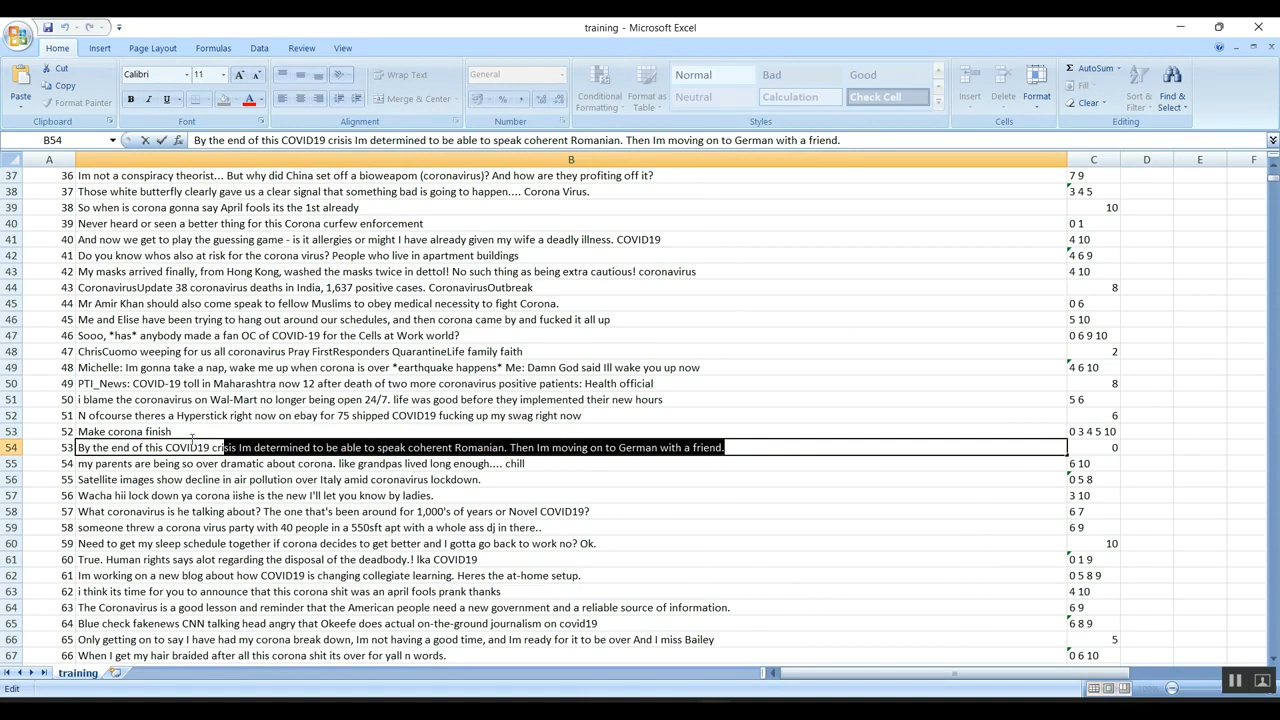 training - Microsoft Excel
Home Insert Page Layout Formulas Data Review View
Cut Calibri 11 Wrap Text General Normal Bad Good AutoSum
Copy Fill
Paste Format Painter B I U Merge & Center $ % Conditional Formatting Format as Table Neutral Calculation Check Cell Insert Delete Format Clear Sort & Filter Find & Select
Clipboard Font Alignment Number Styles Cells Editing
B54 By the end of this COVID19 crisis Im determined to be able to speak coherent Romanian. Then Im moving on to German with a friend.
A B C D E F
37 36 Im not a conspiracy theorist... But why did China set off a bioweapom (coronavirus)? And how are they profiting off it? 7 9
38 37 Those white butterfly clearly gave us a clear signal that something bad is going to happen.... Corona Virus. 3 4 5
39 38 So when is corona gonna say April fools its the 1st already 10
40 39 Never heard or seen a better thing for this Corona curfew enforcement 0 1
41 40 And now we get to play the guessing game - is it allergies or might I have already given my wife a deadly illness. COVID19 4 10
42 41 Do you know whos also at risk for the corona virus? People who live in apartment buildings 4 6 9
43 42 My masks arrived finally, from Hong Kong, washed the masks twice in dettol! No such thing as being extra cautious! coronavirus 4 10
44 43 CoronavirusUpdate 38 coronavirus deaths in India, 1,637 positive cases. CoronavirusOutbreak 8
45 44 Mr Amir Khan should also come speak to fellow Muslims to obey medical necessity to fight Corona. 0 6
46 45 Me and Elise have been trying to hang out around our schedules, and then corona came by and fucked it all up 5 10
47 46 Sooo, *has* anybody made a fan OC of COVID-19 for the Cells at Work world? 0 6 9 10
48 47 ChrisCuomo weeping for us all coronavirus Pray FirstResponders QuarantineLife family faith 2
49 48 Michelle: Im gonna take a nap, wake me up when corona is over *earthquake happens* Me: Damn God said Ill wake you up now 4 6 10
50 49 PTI_News: COVID-19 toll in Maharashtra now 12 after death of two more coronavirus positive patients: Health official 8
51 50 i blame the coronavirus on Wal-Mart no longer being open 24/7. life was good before they implemented their new hours 5 6
52 51 N ofcourse theres a Hyperstick right now on ebay for 75 shipped COVID19 fucking up my swag right now 6
53 52 Make corona finish 0 3 4 5 10
54 53 By the end of this COVID19 crisis Im determined to be able to speak coherent Romanian. Then Im moving on to German with a friend. 0
55 54 my parents are being so over dramatic about corona. like grandpas lived long enough.... chill 6 10
56 55 Satellite images show decline in air pollution over Italy amid coronavirus lockdown. 0 5 8
57 56 Wacha hii lock down ya corona iishe is the new I'll let you know by ladies. 3 10
58 57 What coronavirus is he talking about? The one that's been around for 1,000's of years or Novel COVID19? 6 7
59 58 someone threw a corona virus party with 40 people in a 550sft apt with a whole ass dj in there.. 6 9
60 59 Need to get my sleep schedule together if corona decides to get better and I gotta go back to work no? Ok. 10
61 60 True. Human rights says alot regarding the disposal of the deadbody.! lka COVID19 0 1 9
62 61 Im working on a new blog about how COVID19 is changing collegiate learning. Heres the at-home setup. 0 5 8 9
63 62 i think its time for you to announce that this corona shit was an april fools prank thanks 4 10
64 63 The Coronavirus is a good lesson and reminder that the American people need a new government and a reliable source of information. 6 9
65 64 Blue check fakenews CNN talking head angry that Okeefe does actual on-the-ground journalism on covid19 6 8 9
66 65 Only getting on to say I have had my corona break down, Im not having a good time, and Im ready for it to be over And I miss Bailey 5
67 66 When I get my hair braided after all this corona shit its over for yall n words. 0 6 10
training
Edit